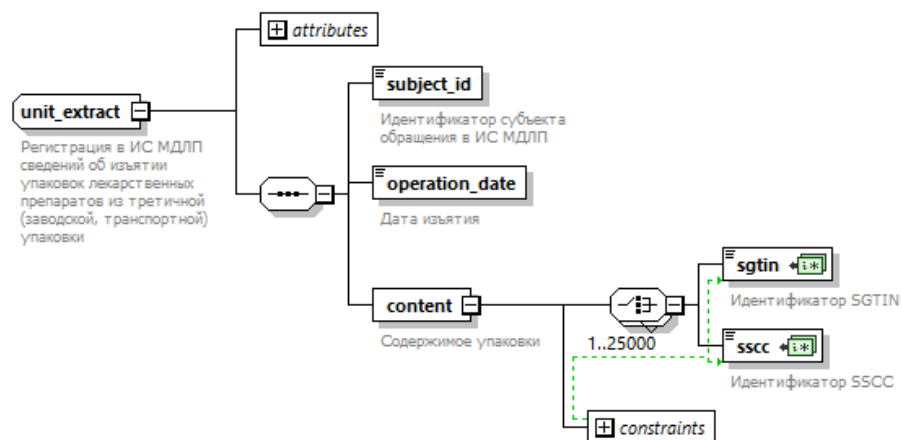 attributes
subject_id
Идентификатор субъекта
обращения в ИС МДЛП
unit_extract
Регистрация в ИС МДЛП
сведений об изъятии
упаковок лекарственных
препаратов из третичной
(заводской, транспортной)
упаковки
operation_date
Дата изъятия
content
Содержимое упаковки
1..25000
sgtin
Идентификатор SGTIN
sscc
Идентификатор SSCC
constraints